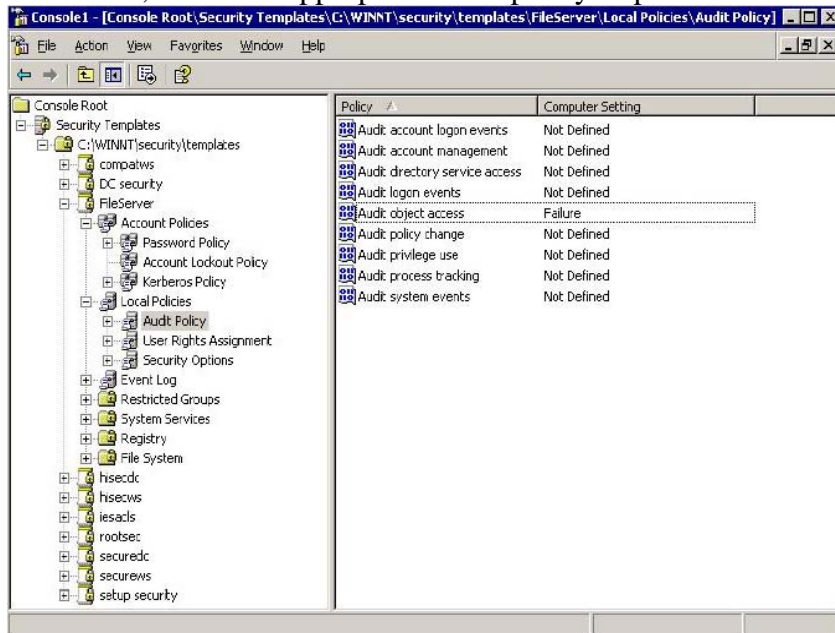 Console1 - [Console Root\Security Templates\C:\WINNT\security\templates\FileServer\Local Policies\Audit Policy]
File Action View Favorites Window Help
Console Root
Security Templates
C:\WINNT\security\templates
compatws
DC security
FileServer
Account Policies
Password Policy
Account Lockout Policy
Kerberos Policy
Local Policies
Audit Policy
User Rights Assignment
Security Options
Event Log
Restricted Groups
System Services
Registry
File System
hisecdc
hisecws
iesacls
rootsec
securedc
securews
setup security
Policy Computer Setting
Audit account logon events Not Defined
Audit account management Not Defined
Audit directory service access Not Defined
Audit logon events Not Defined
Audit object access Failure
Audit policy change Not Defined
Audit privilege use Not Defined
Audit process tracking Not Defined
Audit system events Not Defined